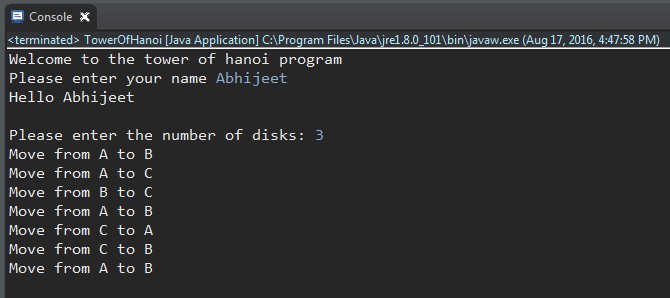 Console
<terminated> TowerOfHanoi [Java Application] C:\Program Files\Java\jre1.8.0_101\bin\javaw.exe (Aug 17, 2016, 4:47:58 PM)
Welcome to the tower of hanoi program
Please enter your name Abhijeet
Hello Abhijeet
Please enter the number of disks: 3
Move from A to B
Move from A to C
Move from B to C
Move from A to B
Move from C to A
Move from C to B
Move from A to B